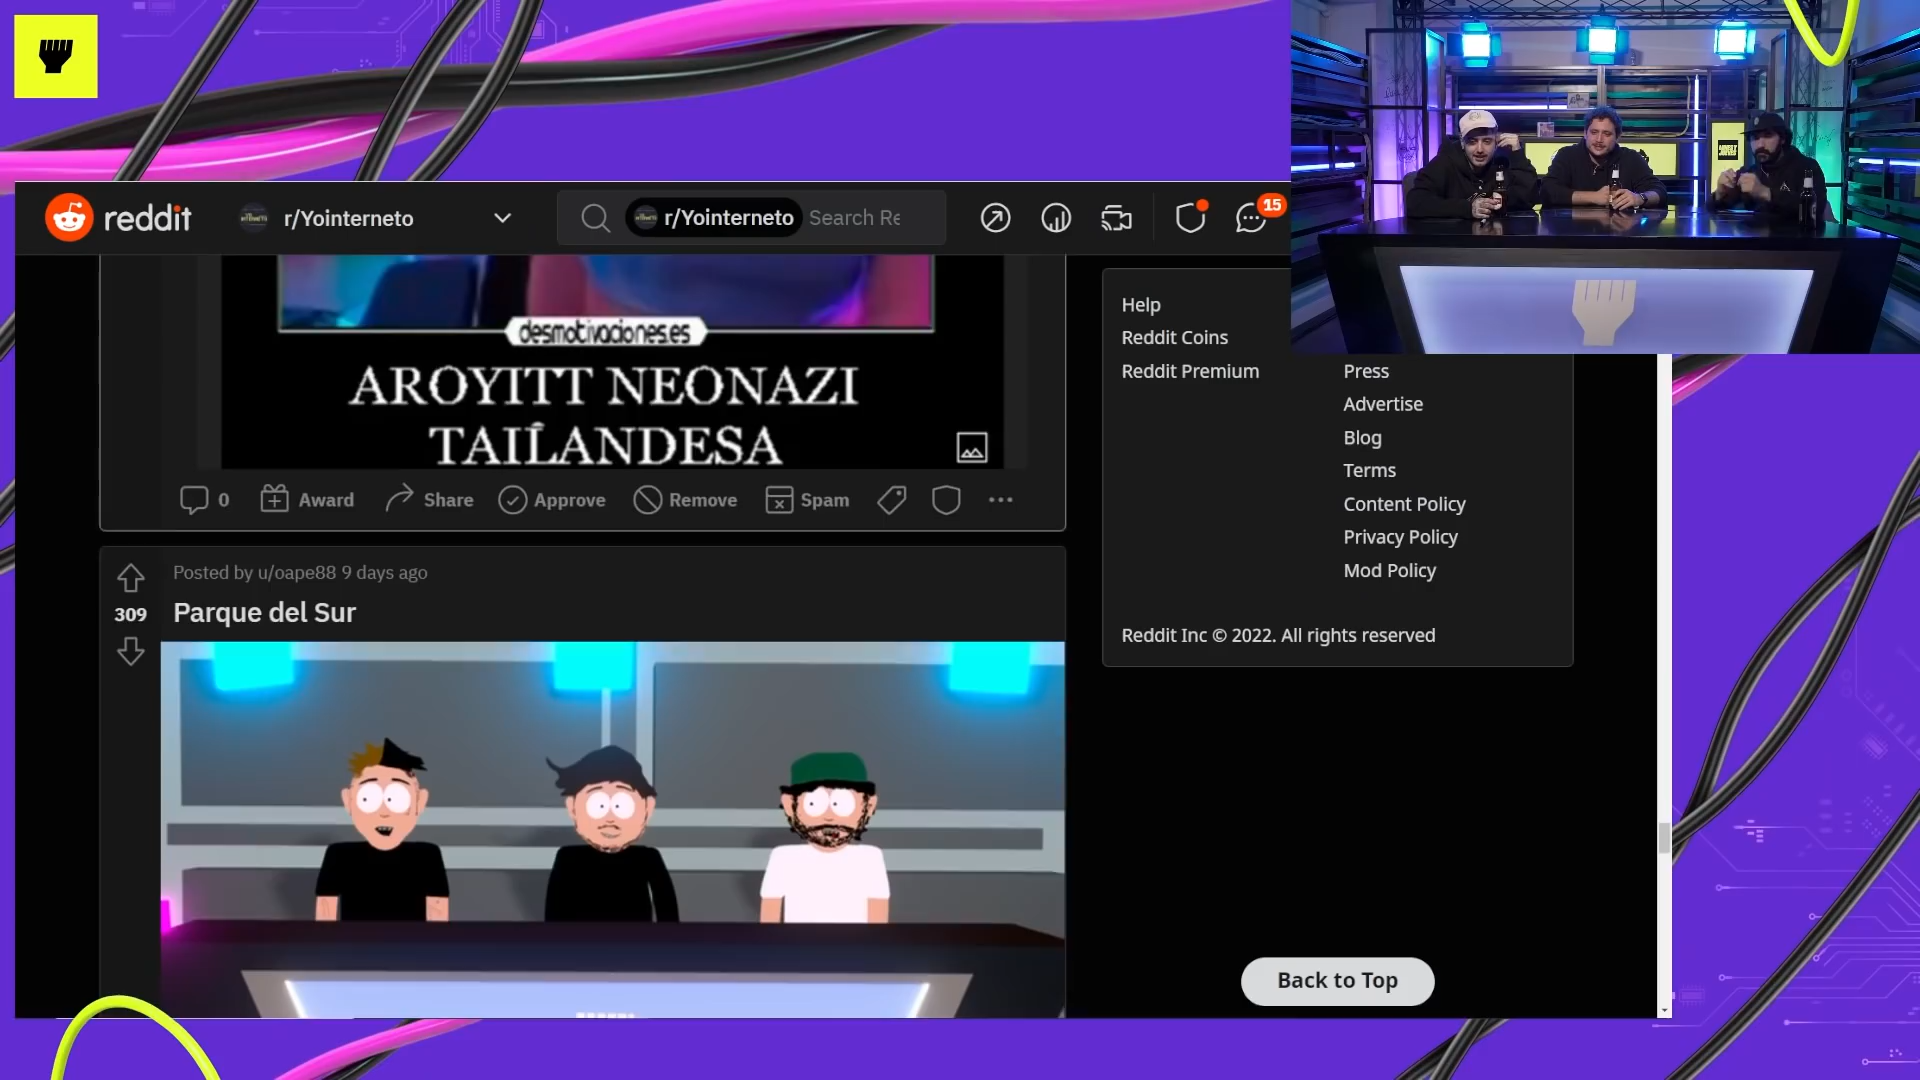 reddit
r/Yointerneto
r/Yointerneto Search Re
15
desmotivaciones.es
AROYITT NEONAZI
TAILANDESA
0 Award Share Approve Remove Spam
Posted by u/oape88 9 days ago
309
Parque del Sur
Help
Reddit Coins
Reddit Premium
Press
Advertise
Blog
Terms
Content Policy
Privacy Policy
Mod Policy
Reddit Inc © 2022. All rights reserved
Back to Top